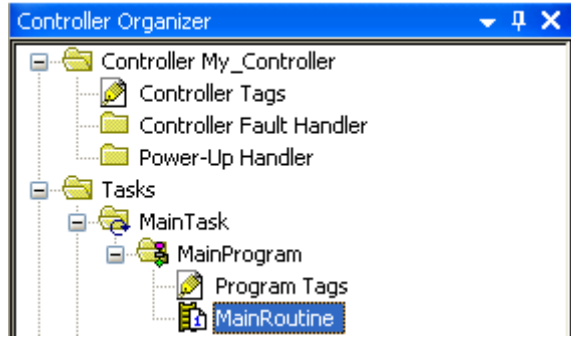 Controller Organizer
Controller My_Controller
Controller Tags
Controller Fault Handler
Power-Up Handler
Tasks
MainTask
MainProgram
Program Tags
MainRoutine